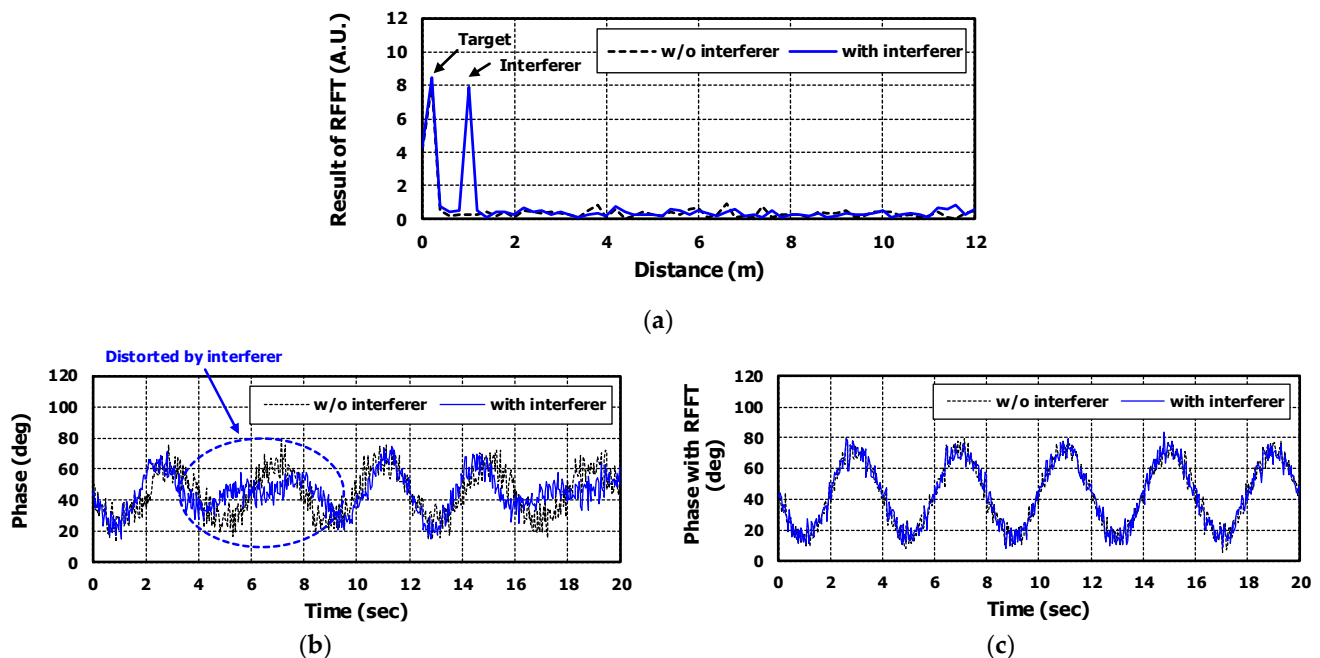 12
10
8
6
4
2
0
Result of RFFT (A.U.)
Target
Interferer
w/o interferer with interferer
0 2 4 6 8 10 12
Distance (m)
(a)
Distorted by interferer
120
100
80
60
40
20
0
Phase (deg)
w/o interferer with interferer
0 2 4 6 8 10 12 14 16 18 20
Time (sec)
(b)
120
100
80
60
40
20
0
Phase with RFFT
(deg)
w/o interferer with interferer
0 2 4 6 8 10 12 14 16 18 20
Time (sec)
(c)